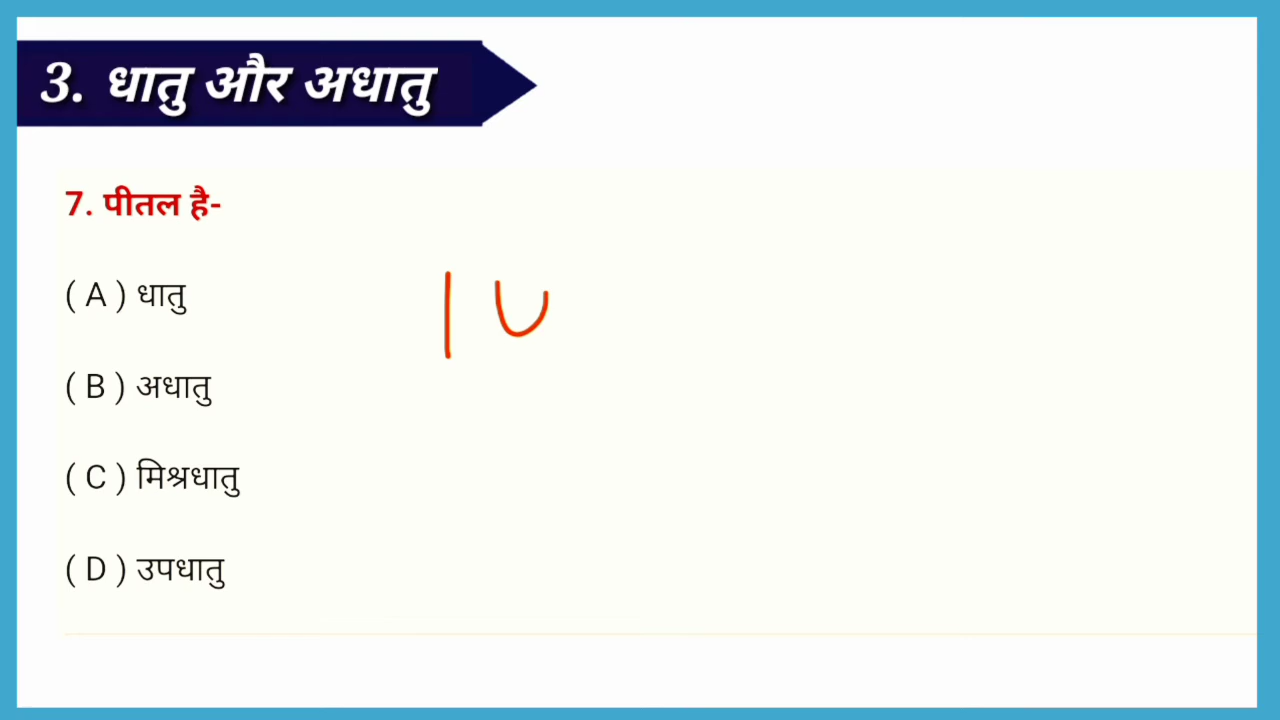 3. धातु और अधातु
7. पीतल है-
( A ) धातु
( B ) अधातु
( C ) मिश्रधातु
( D ) उपधातु